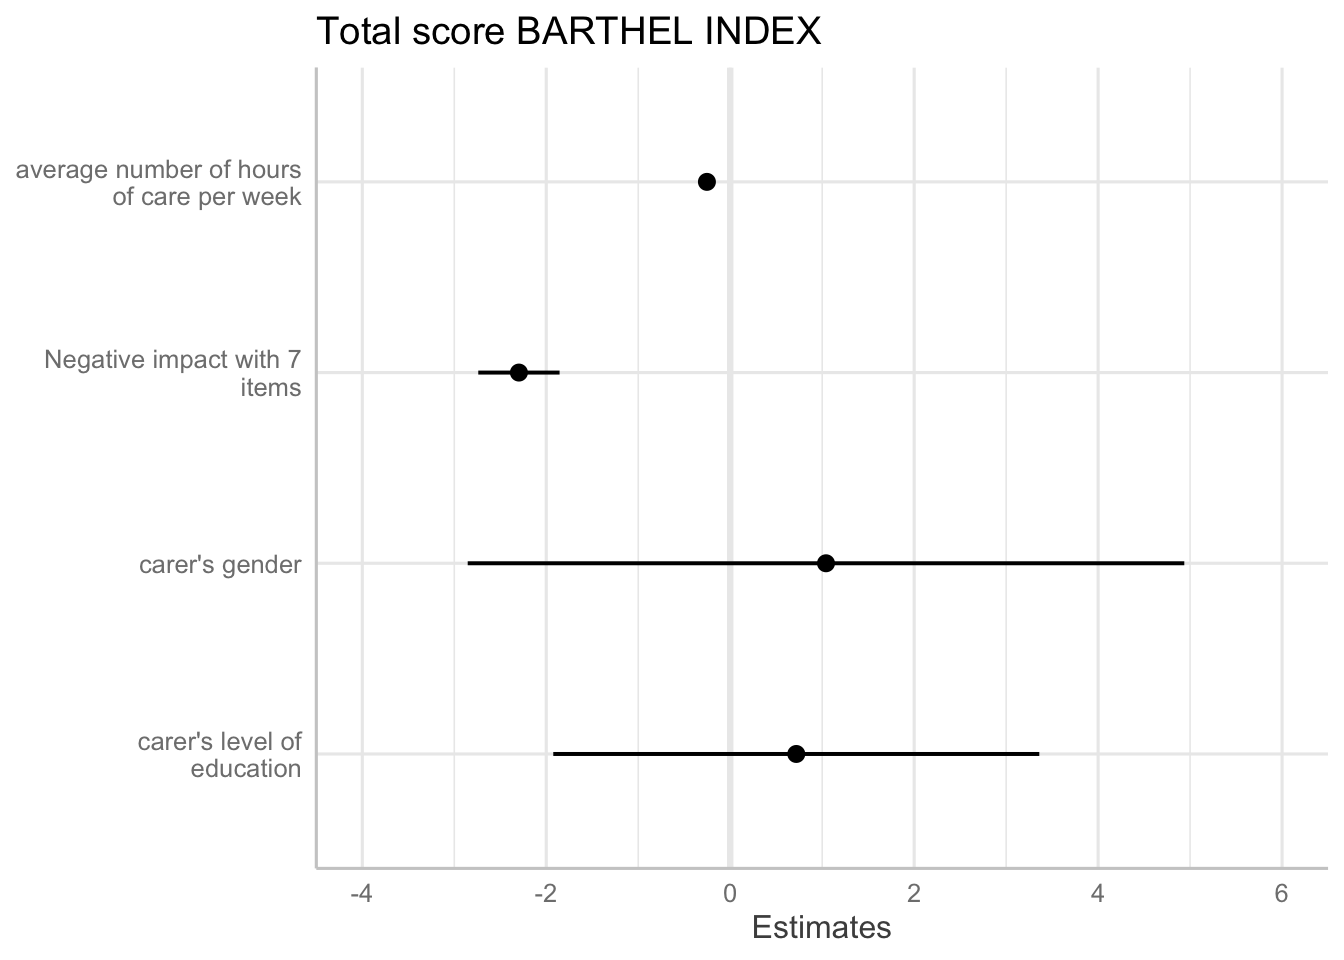 Total score BARTHEL INDEX
average number of hours
of care per week
Negative impact with 7
items
carer's gender
carer's level of
education
-4 -2 0 2 4 6
Estimates